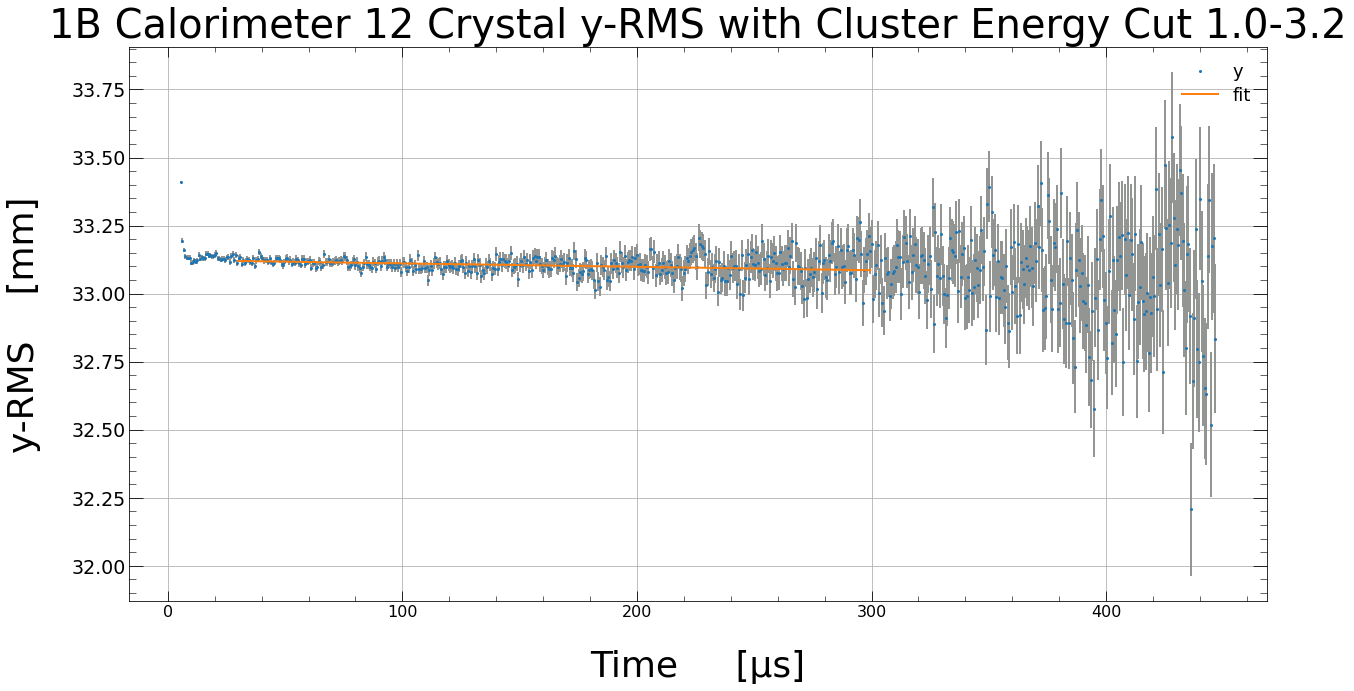 1B Calorimeter 12 Crystal y-RMS with Cluster Energy Cut 1.0-3.2
y
fit
33.75
33.50
33.25
33.00
32.75
32.50
32.25
32.00
y-RMS [mm]
0 100 200 300 400
Time [µs]